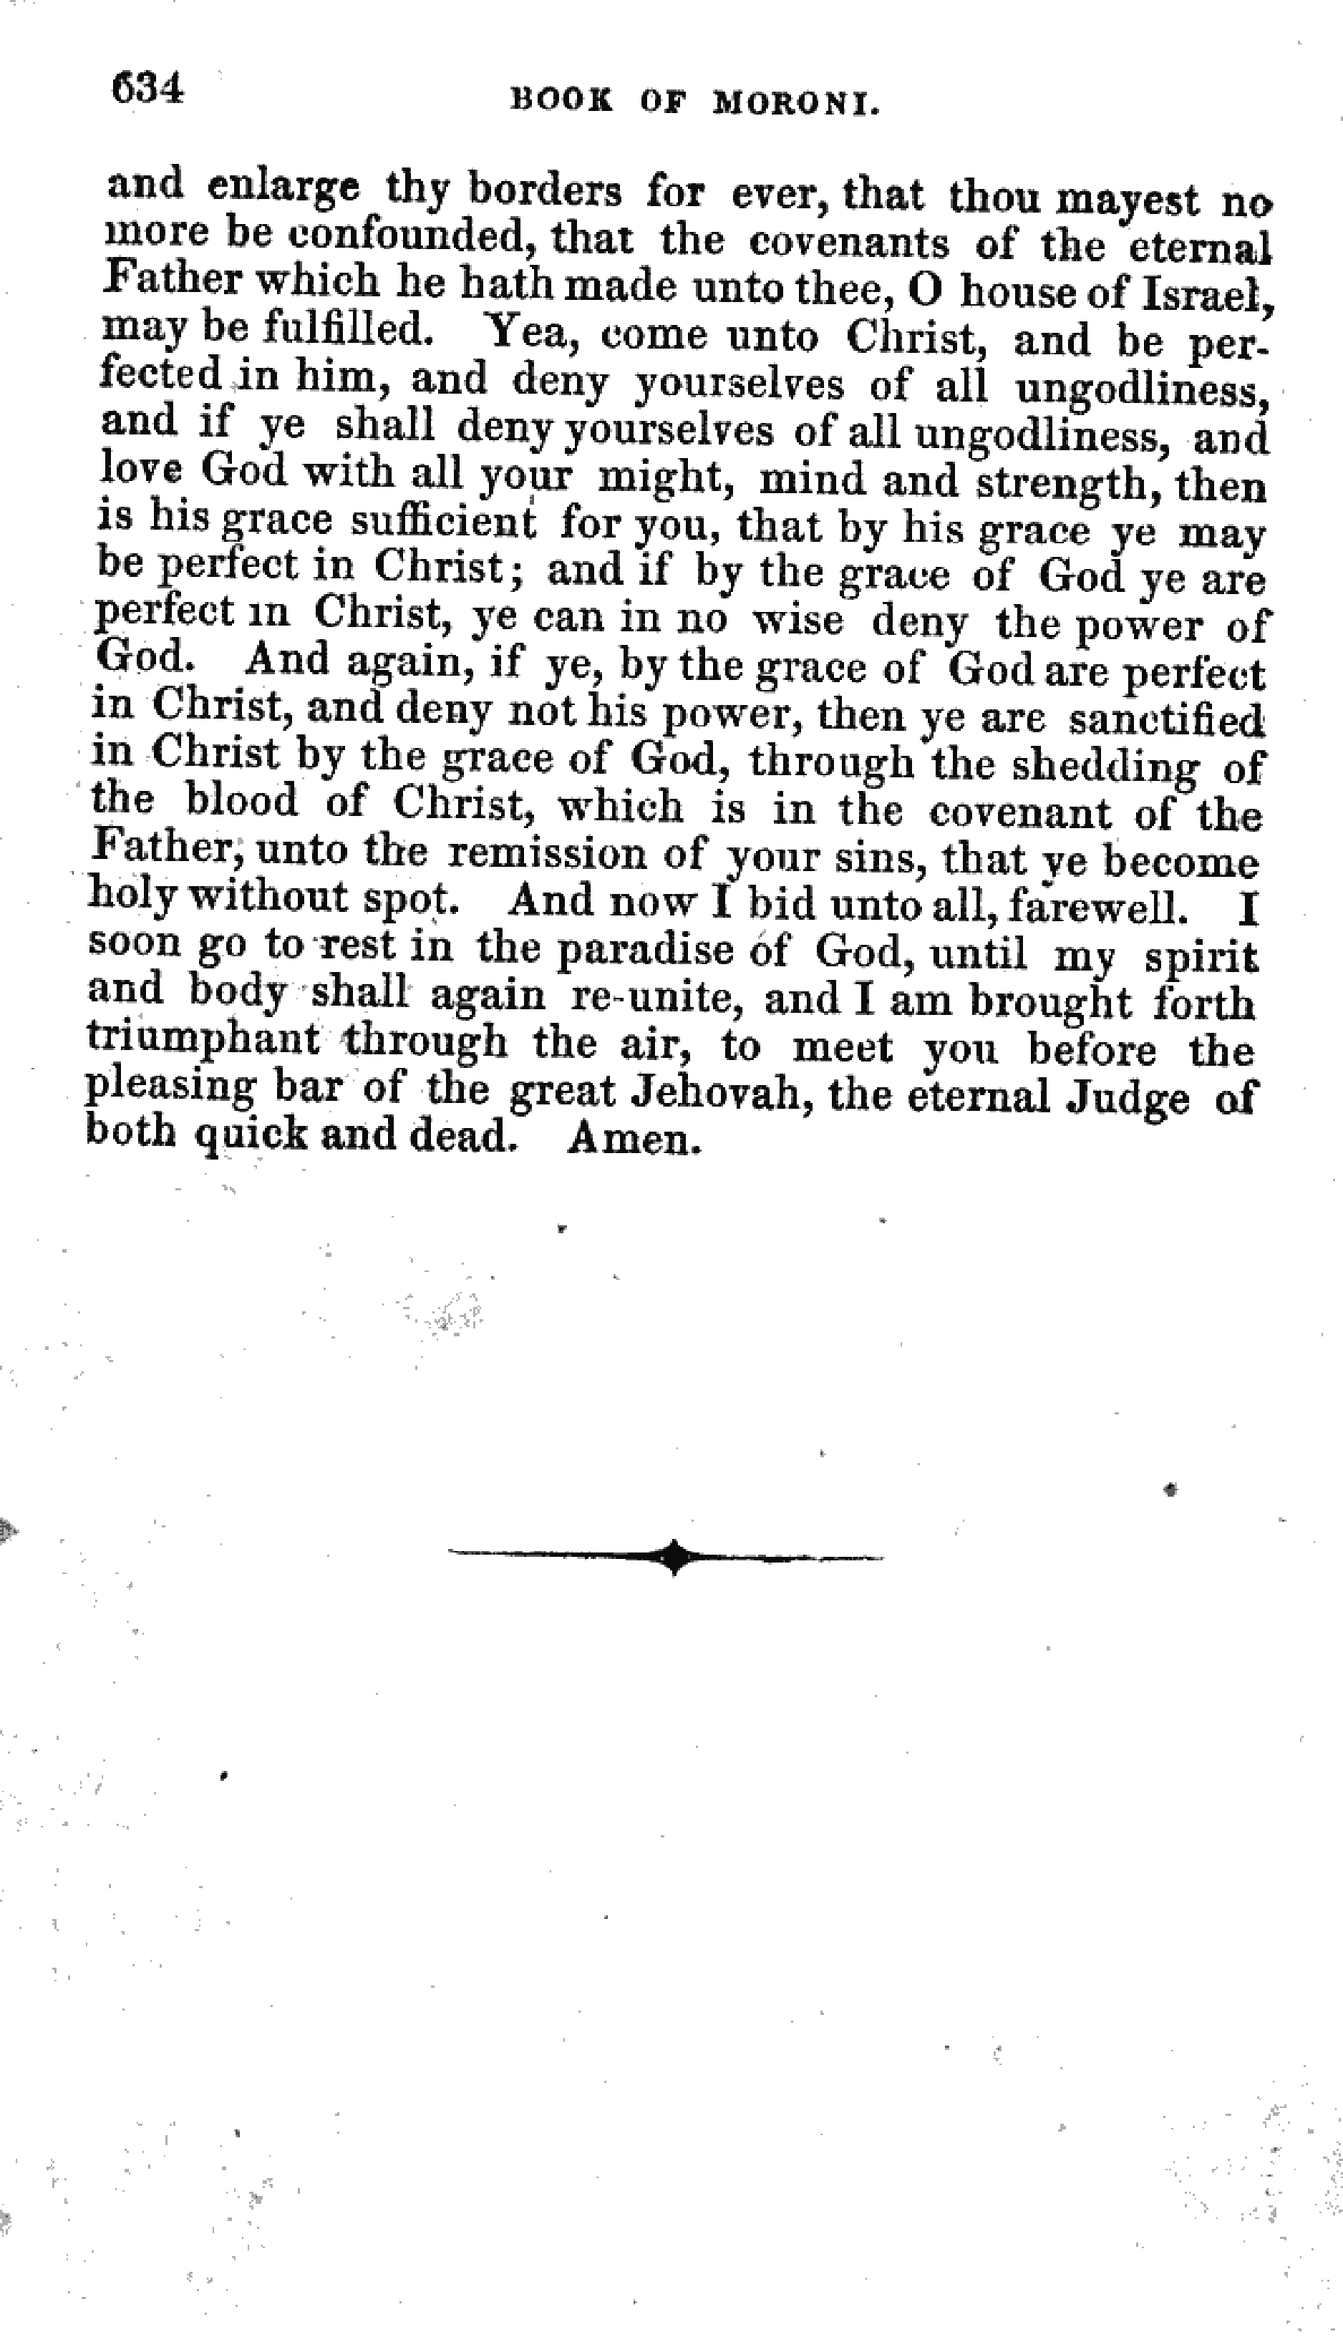 634
BOOK OF MORONI.
and enlarge thy borders for ever, that thou mayest no
more be confounded, that the covenants of the eternal
Father which he hath made unto thee, O house of Israel,
may be fulfilled. Yea, come unto Christ, and be per-
fected in him, and deny yourselves of all ungodliness,
and if ye shall deny yourselves of all ungodliness, and
love God with all your might, mind and strength, then
is his grace sufficient for you, that by his grace ye may
be perfect in Christ; and if by the grace of God ye are
perfect in Christ, ye can in no wise deny the power of
God. And again, if ye, by the grace of God are perfect
in Christ, and deny not his power, then ye are sanctified
in Christ by the grace of God, through the shedding of
the blood of Christ, which is in the covenant of the
Father, unto the remission of your sins, that ye become
holy without spot. And now I bid unto all, farewell. I
soon go to rest in the paradise of God, until my spirit
and body shall again re-unite, and I am brought forth
triumphant through the air, to meet you before the
pleasing bar of the great Jehovah, the eternal Judge of
both quick and dead. Amen.